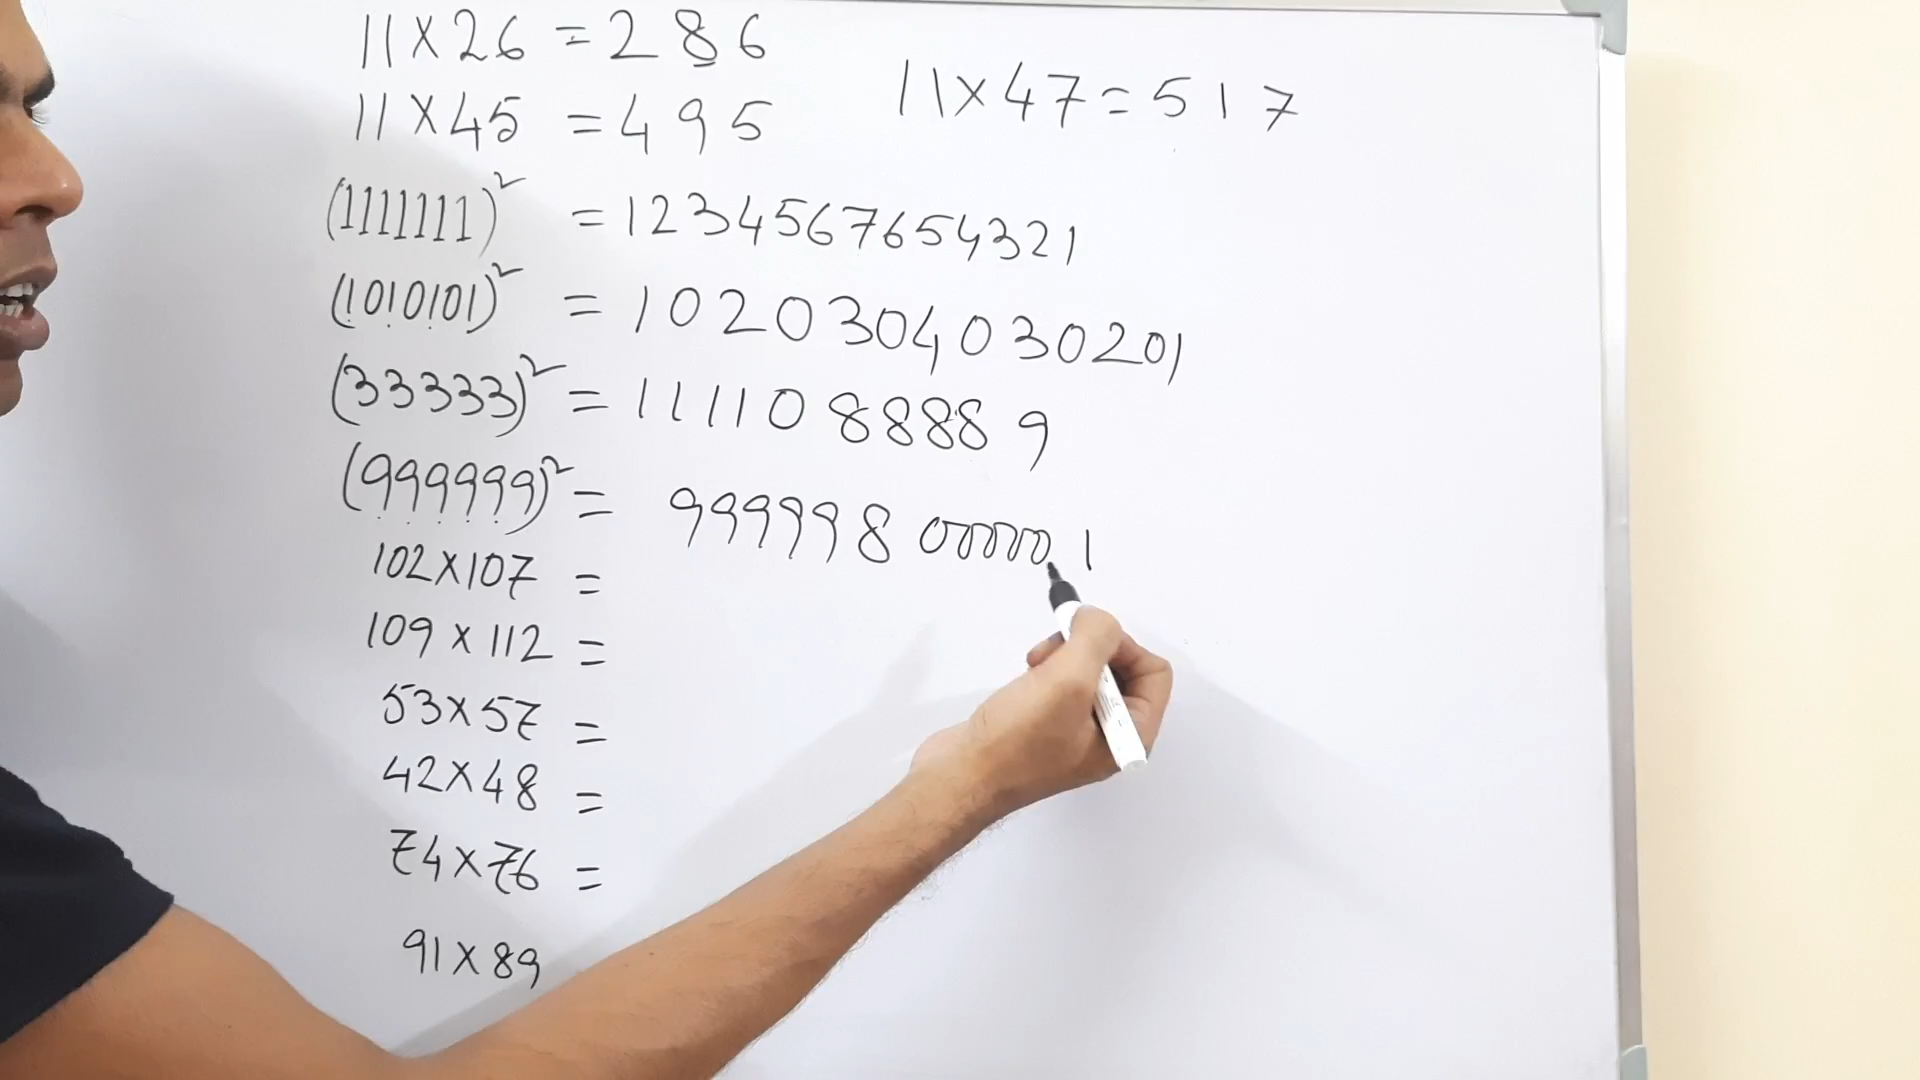 11×26 = 286
11×45 = 495
11×47 = 517
(1111111)² = 1234567654321
(1010101)² = 1020304030201
(33333)² = 1111088889
(999999)² = 999998000001
102×107 =
109×112 =
53×57 =
42×48 =
74×76 =
91×89